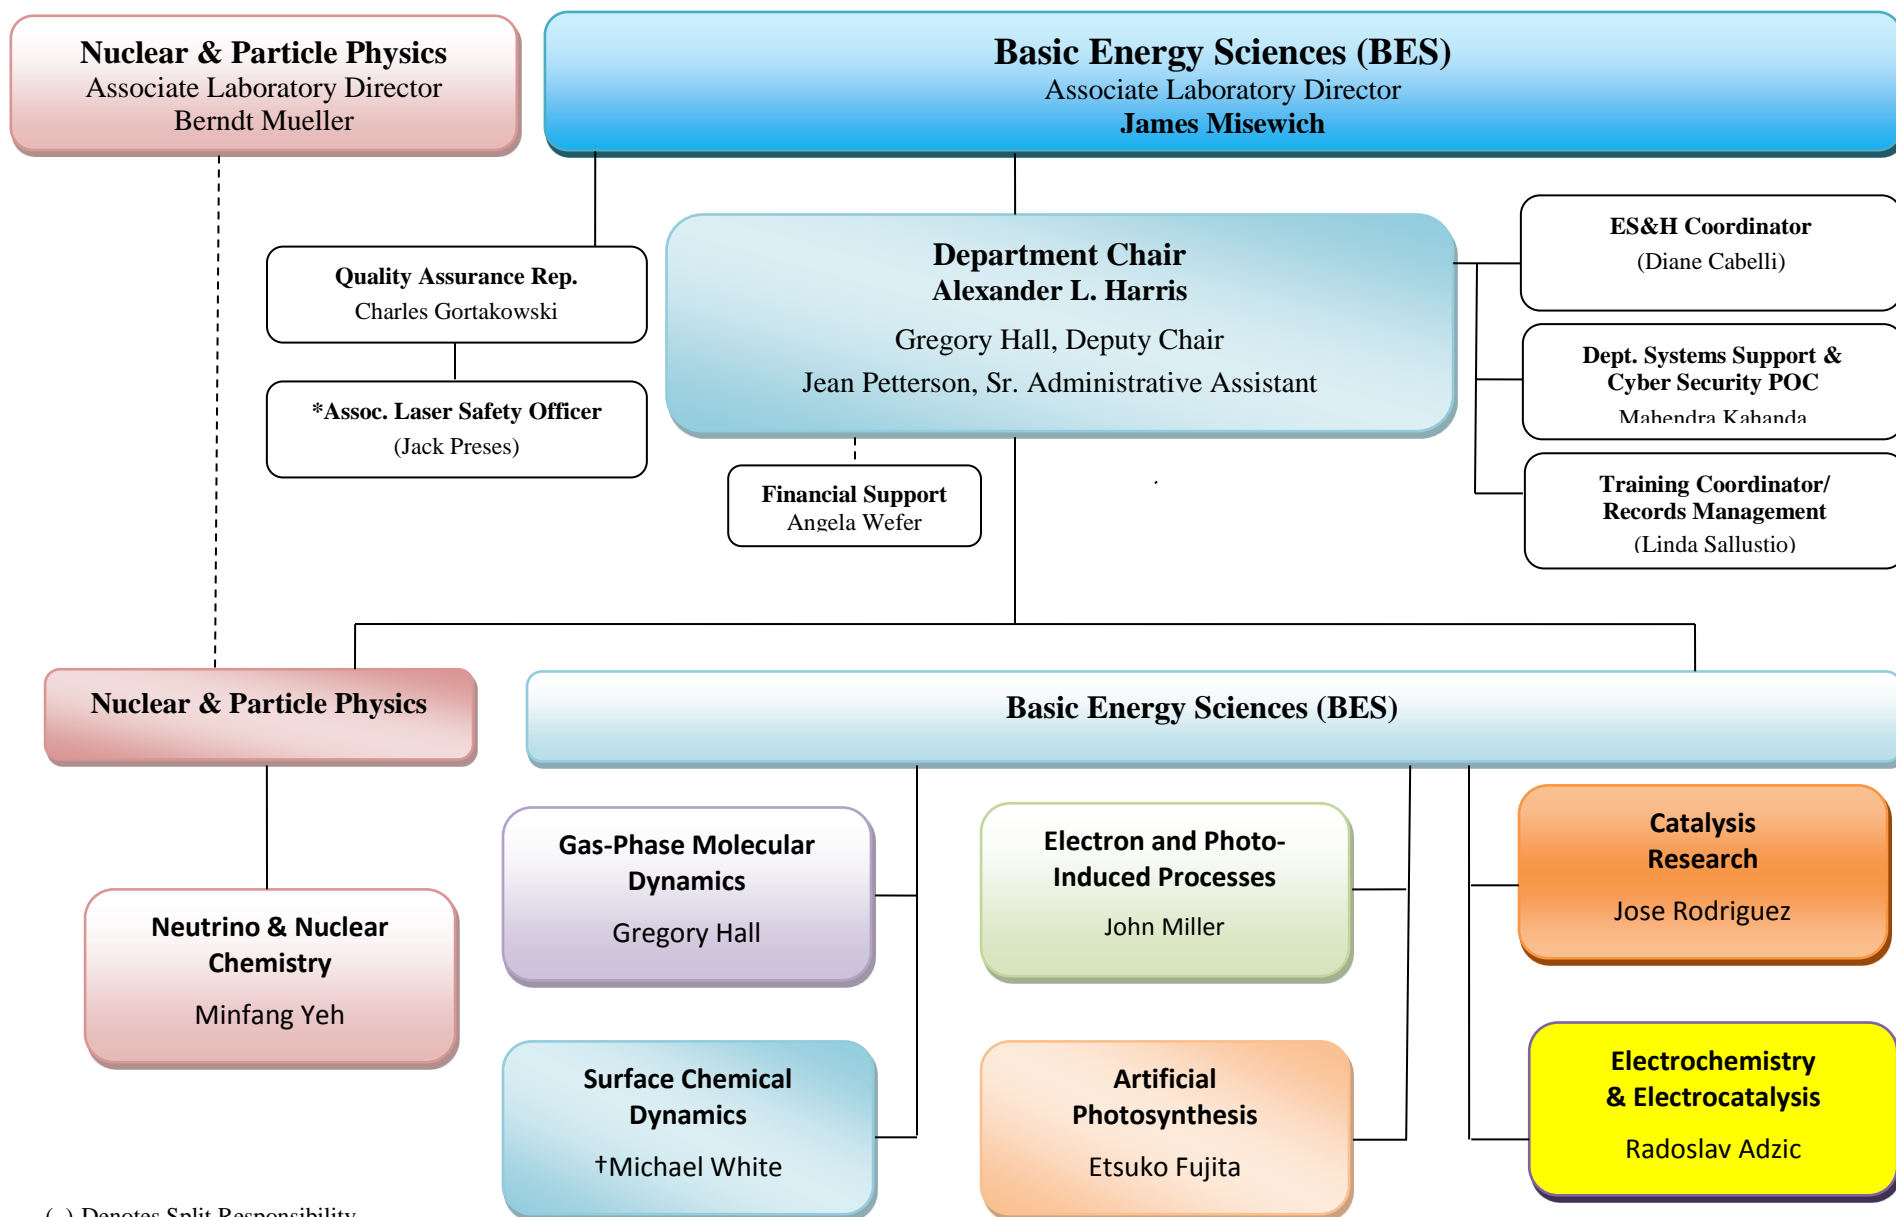 Nuclear & Particle Physics
Associate Laboratory Director
Berndt Mueller
Basic Energy Sciences (BES)
Associate Laboratory Director
James Misewich
Quality Assurance Rep.
Charles Gortakowski
*Assoc. Laser Safety Officer
(Jack Preses)
Department Chair
Alexander L. Harris
Gregory Hall, Deputy Chair
Jean Petterson, Sr. Administrative Assistant
Financial Support
Angela Wefer
ES&H Coordinator
(Diane Cabelli)
Dept. Systems Support &
Cyber Security POC
Mahendra Kahanda
Training Coordinator/
Records Management
(Linda Sallustio)
Nuclear & Particle Physics
Basic Energy Sciences (BES)
Neutrino & Nuclear
Chemistry
Minfang Yeh
Gas-Phase Molecular
Dynamics
Gregory Hall
Electron and Photo-
Induced Processes
John Miller
Catalysis
Research
Jose Rodriguez
Surface Chemical
Dynamics
†Michael White
Artificial
Photosynthesis
Etsuko Fujita
Electrochemistry
& Electrocatalysis
Radoslav Adzic
( ) Denotes Split Responsibility